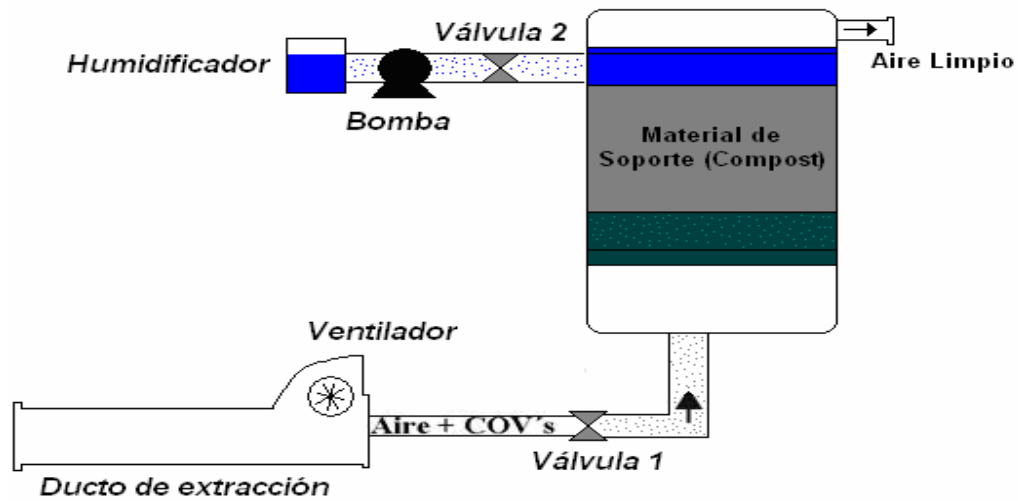 Válvula 2
Humidificador
Aire Limpio
Bomba
Material de
Soporte (Compost)
Ventilador
Aire + COV´s
Válvula 1
Ducto de extracción